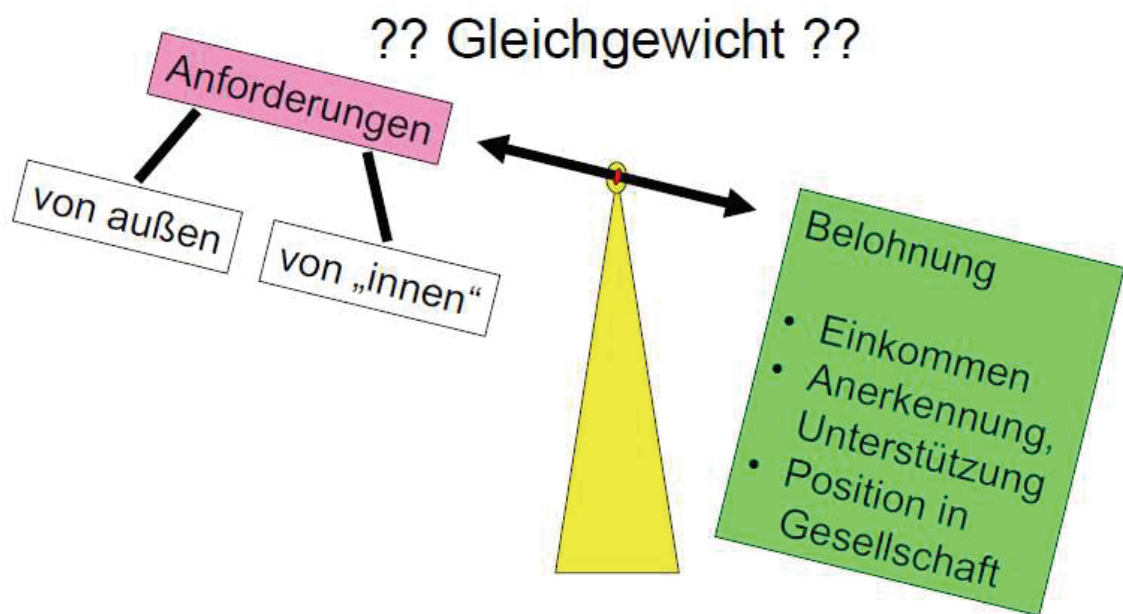 ?? Gleichgewicht ??
Anforderungen
von außen
von „innen“
Belohnung
• Einkommen
• Anerkennung,
Unterstützung
• Position in
Gesellschaft